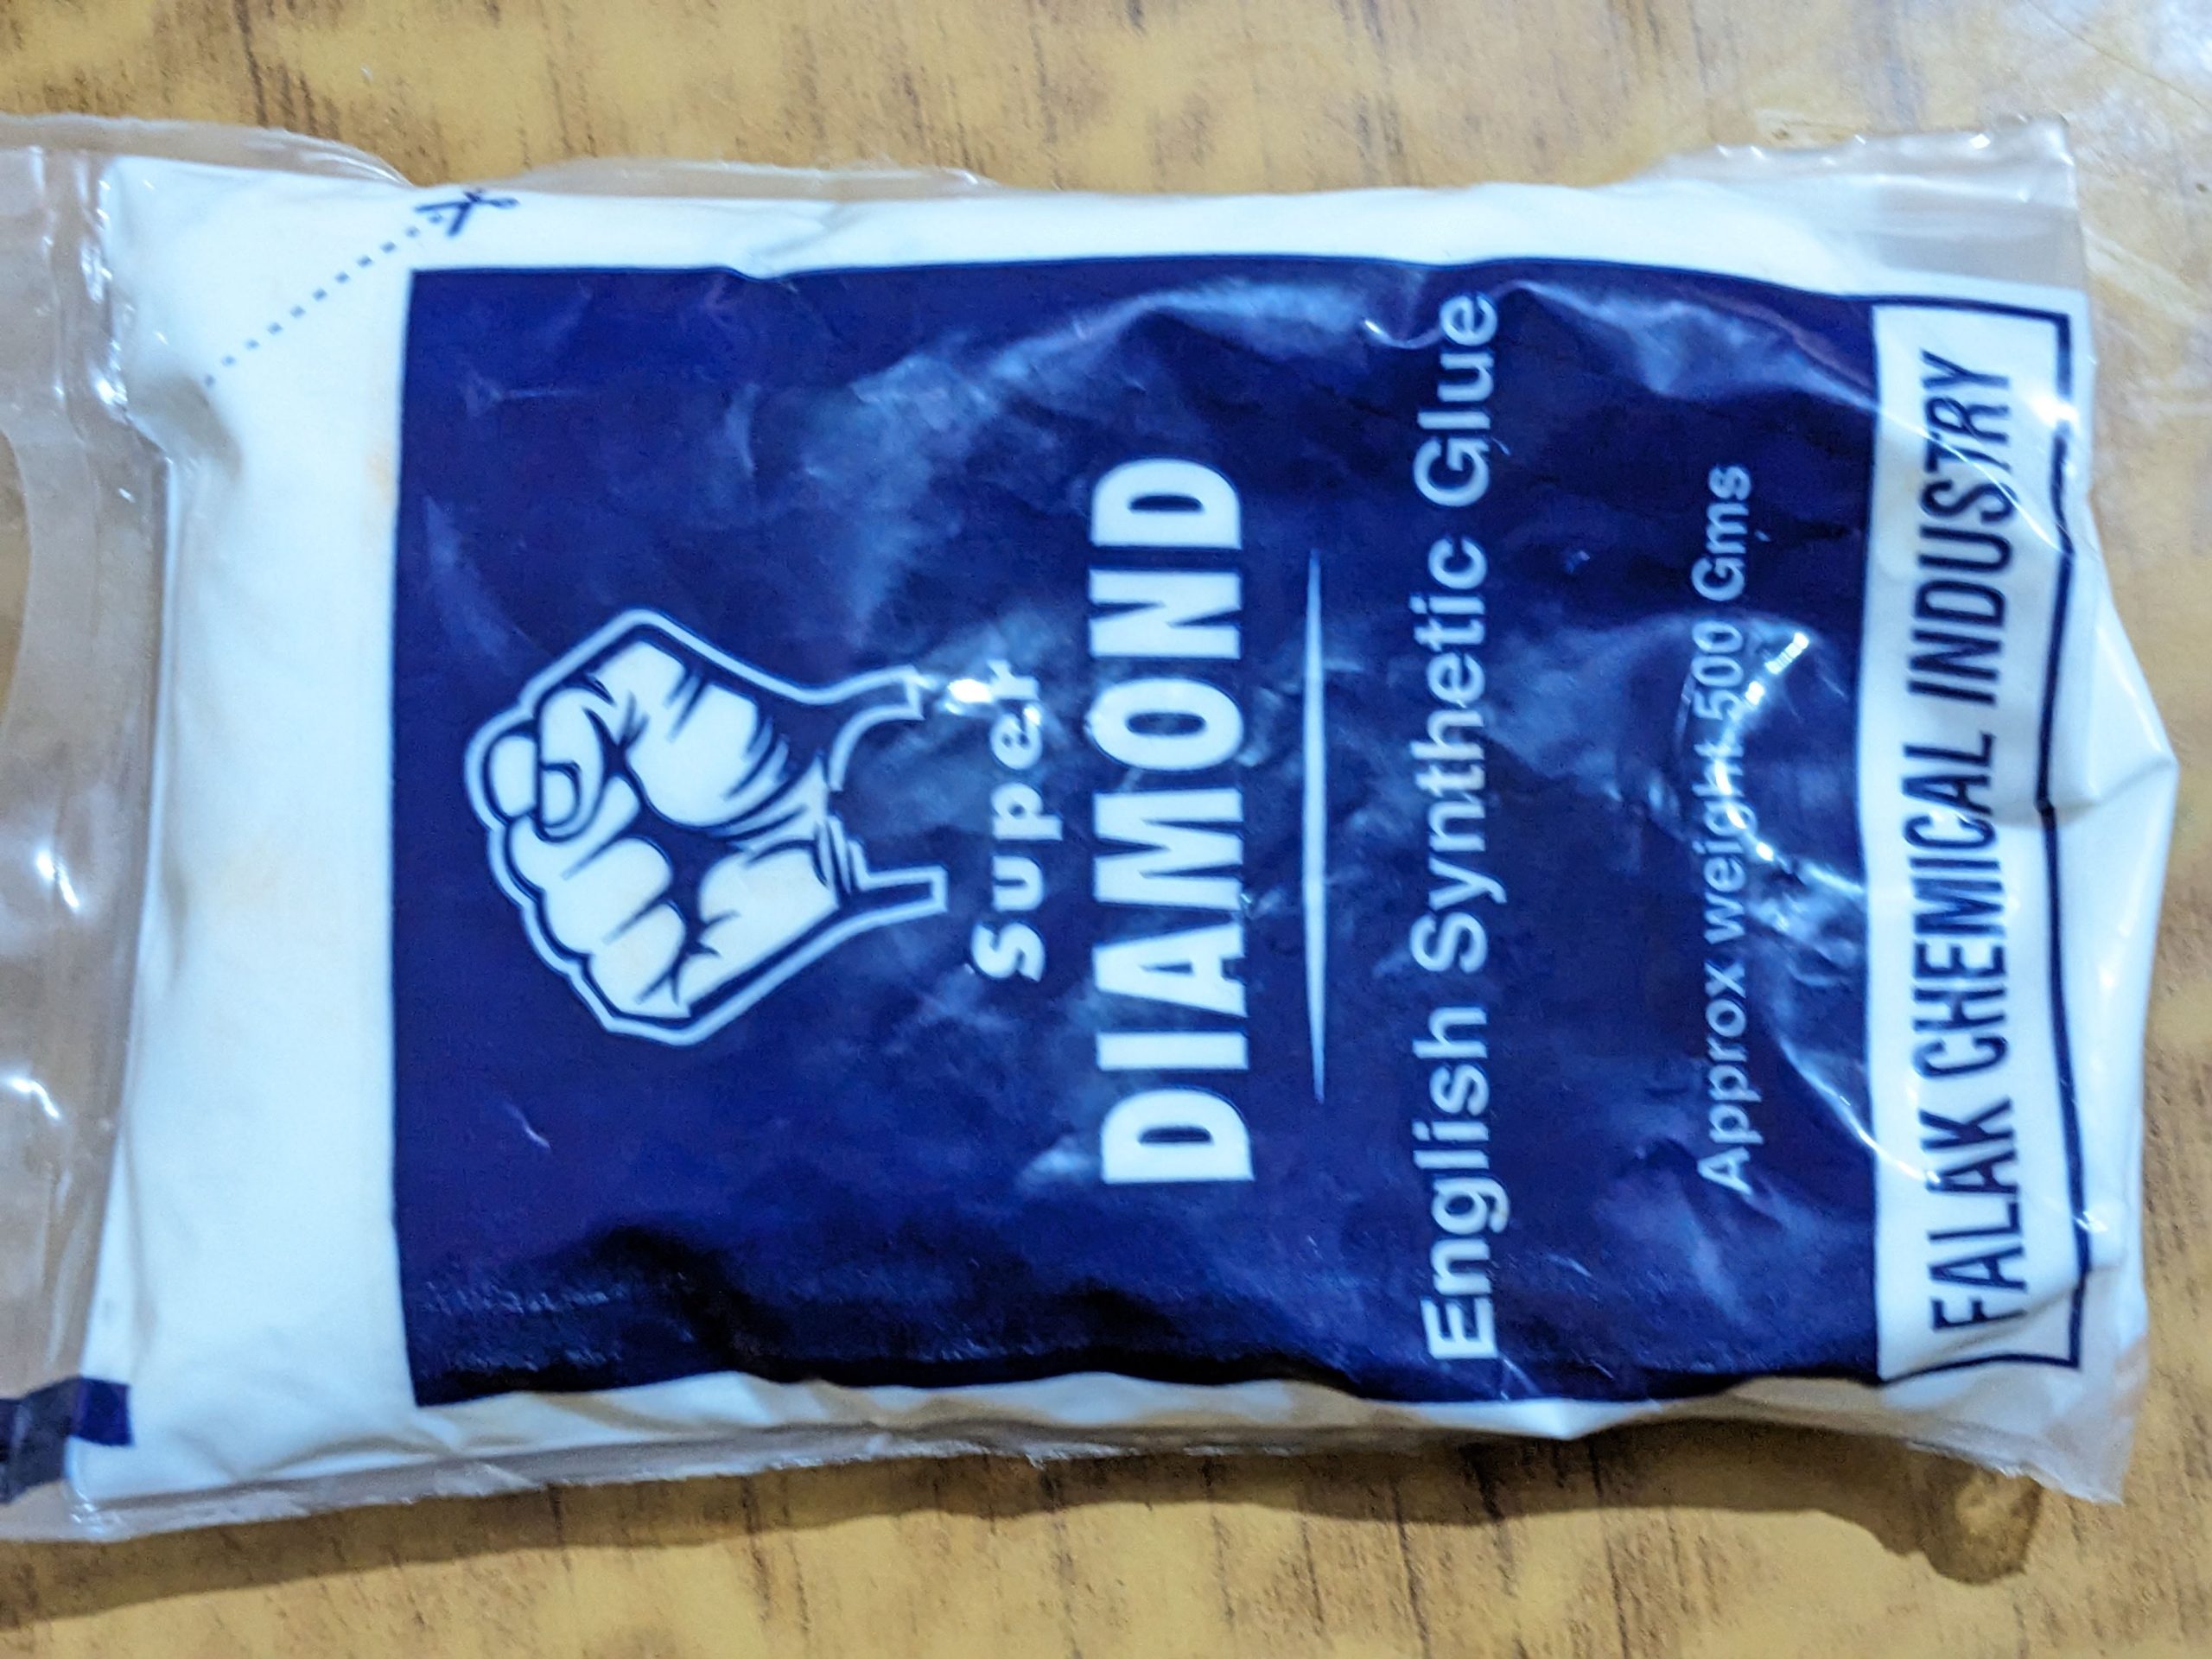 Super
DIAMOND
English Synthetic Glue
Approx weight 500 Gms
FALAK CHEMICAL INDUSTRY